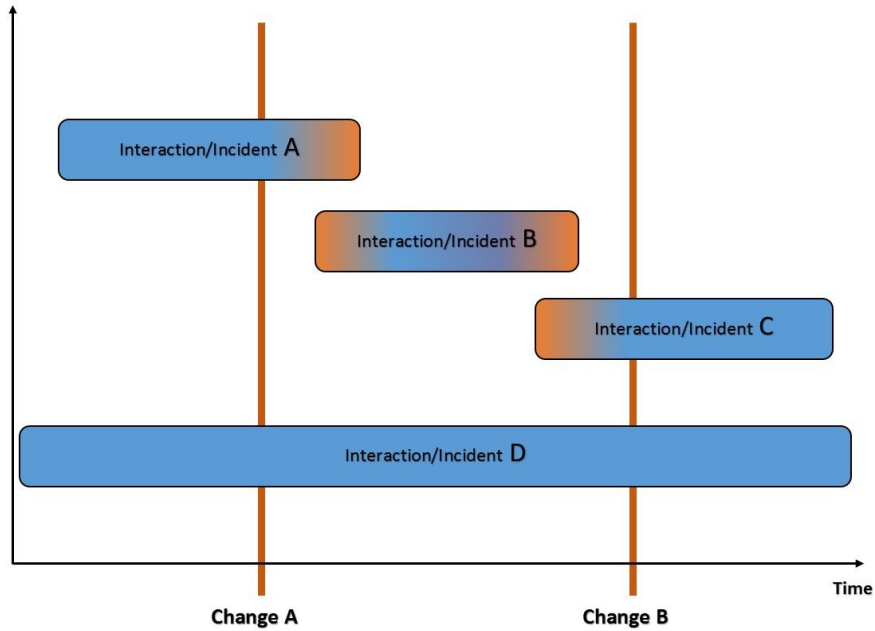 Interaction/Incident A
Interaction/Incident B
Interaction/Incident C
Interaction/Incident D
Time
Change A
Change B